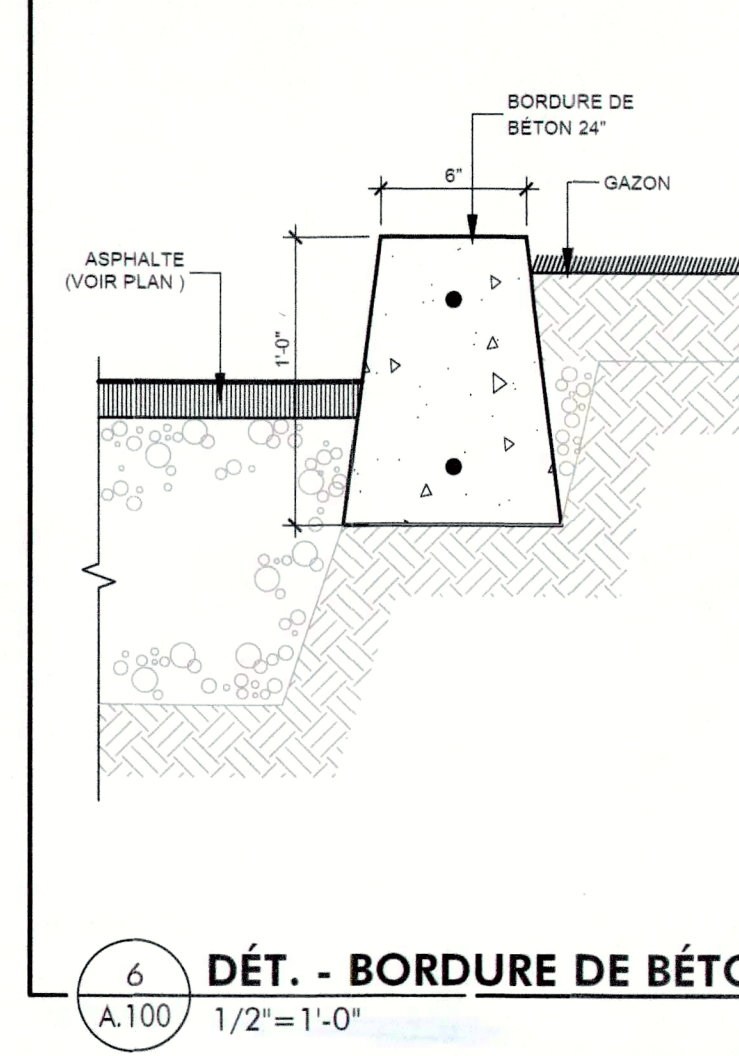 BORDURE DE
BÉTON 24"
6"
GAZON
ASPHALTE
(VOIR PLAN )
1'-0"
6
A.100
DÉT. - BORDURE DE BÉTO
1/2"=1'-0"